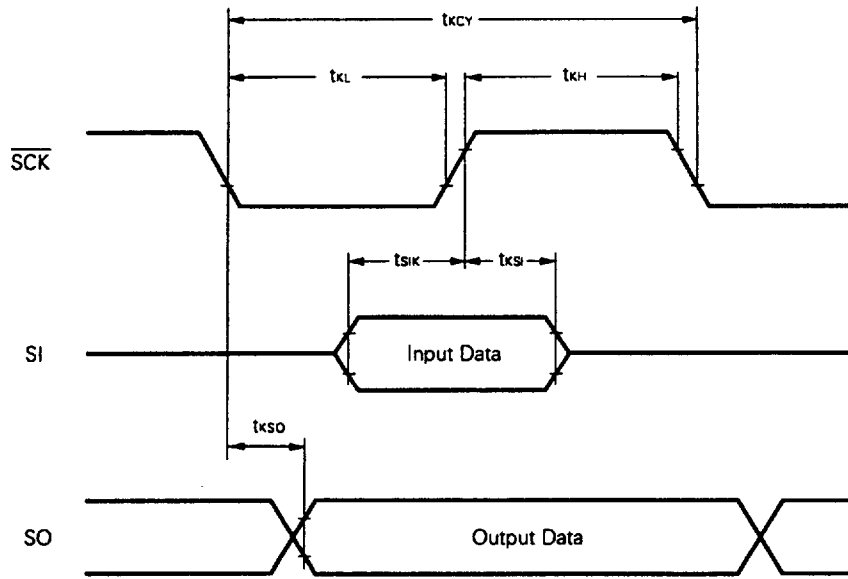 tKCY
tKL
tKH
SCK
tSIK
tKSI
SI
Input Data
tKSO
SO
Output Data